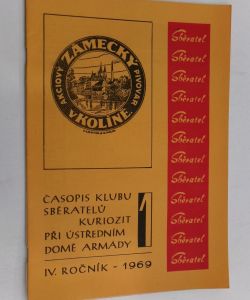 AKCIOVÝ ZÁMECKÝ PIVOVAR
V KOLÍNĚ
ČASOPIS KLUBU
SBĚRATELŮ
KURIOZIT
PŘI ÚSTŘEDNÍM
DOMĚ ARMÁDY
1
IV. ROČNÍK - 1969
Sběratel
Sběratel
Sběratel
Sběratel
Sběratel
Sběratel
Sběratel
Sběratel
Sběratel
Sběratel
Sběratel
Sběratel